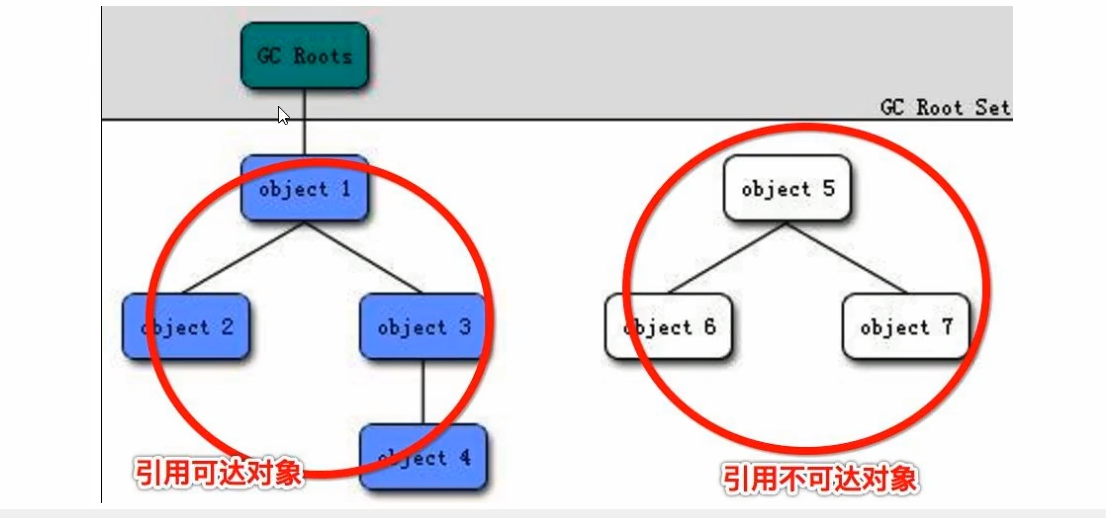 GC Roots
GC Root Set
object 1
object 5
object 2
object 3
object 6
object 7
object 4
引用可达对象
引用不可达对象